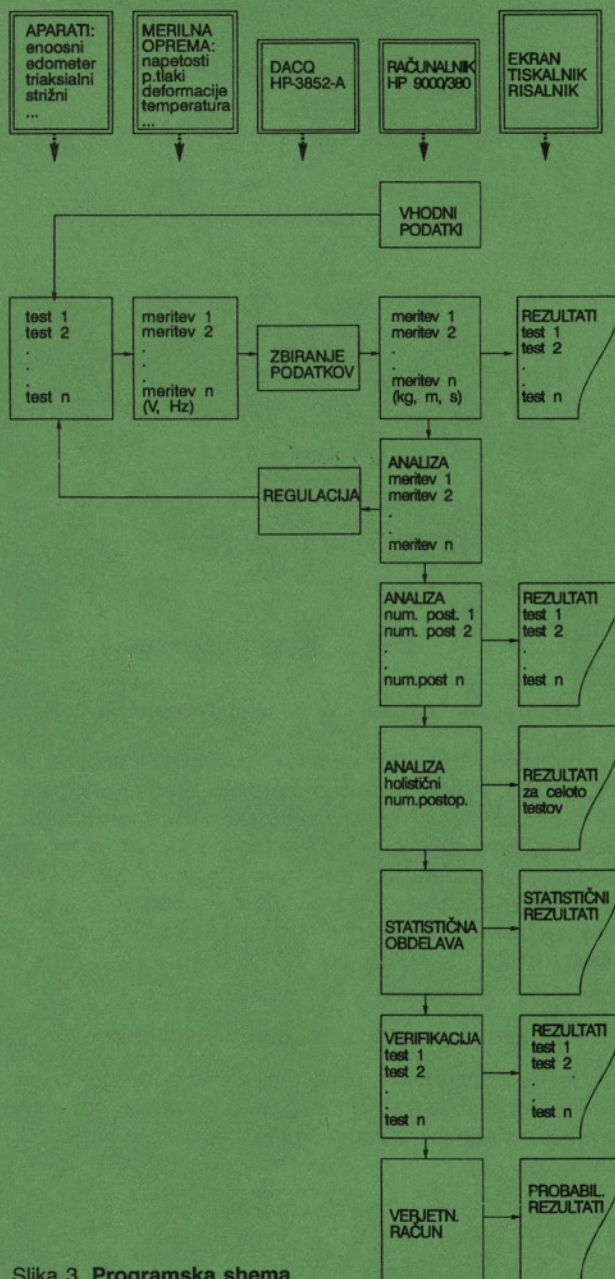 APARATI:
enoosni
edometer
triaksialni
strižni
...
MERILNA
OPREMA:
napetosti
p.tlaki
deformacije
temperatura
...
DACQ
HP-3852-A
RAČUNALNIK
HP 9000/380
EKRAN
TISKALNIK
RISALNIK
VHODNI
PODATKI
test 1
test 2
.
.
.
test n
meritev 1
meritev 2
.
.
.
meritev n
(V, Hz)
ZBIRANJE
PODATKOV
meritev 1
meritev 2
.
.
.
meritev n
(kg, m, s)
REZULTATI
test 1
test 2
.
.
test n
REGULACIJA
ANALIZA
meritev 1
meritev 2
.
.
meritev n
ANALIZA
num. post. 1
num. post 2
.
.
num.post n
REZULTATI
test 1
test 2
.
.
test n
ANALIZA
holistični
num.postop.
REZULTATI
za celoto
testov
STATISTIČNA
OBDELAVA
STATISTIČNI
REZULTATI
VERIFIKACIJA
test 1
test 2
.
.
test n
REZULTATI
test 1
test 2
.
.
test n
VERJETN.
RAČUN
PROBABIL.
REZULTATI
Slika 3. Programska shema